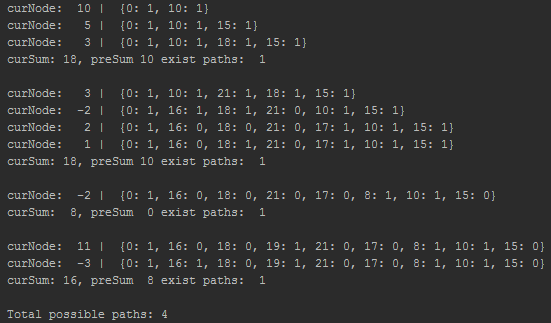 curNode:  10 |  {0: 1, 10: 1}
curNode:   5 |  {0: 1, 10: 1, 15: 1}
curNode:   3 |  {0: 1, 10: 1, 18: 1, 15: 1}
curSum: 18, preSum 10 exist paths:  1

curNode:   3 |  {0: 1, 10: 1, 21: 1, 18: 1, 15: 1}
curNode:  -2 |  {0: 1, 16: 1, 18: 1, 21: 0, 10: 1, 15: 1}
curNode:   2 |  {0: 1, 16: 0, 18: 0, 21: 0, 17: 1, 10: 1, 15: 1}
curNode:   1 |  {0: 1, 16: 0, 18: 1, 21: 0, 17: 1, 10: 1, 15: 1}
curSum: 18, preSum 10 exist paths:  1

curNode:  -2 |  {0: 1, 16: 0, 18: 0, 21: 0, 17: 0, 8: 1, 10: 1, 15: 0}
curSum:  8, preSum  0 exist paths:  1

curNode:  11 |  {0: 1, 16: 0, 18: 0, 19: 1, 21: 0, 17: 0, 8: 1, 10: 1, 15: 0}
curNode:  -3 |  {0: 1, 16: 1, 18: 0, 19: 1, 21: 0, 17: 0, 8: 1, 10: 1, 15: 0}
curSum: 16, preSum  8 exist paths:  1

Total possible paths: 4